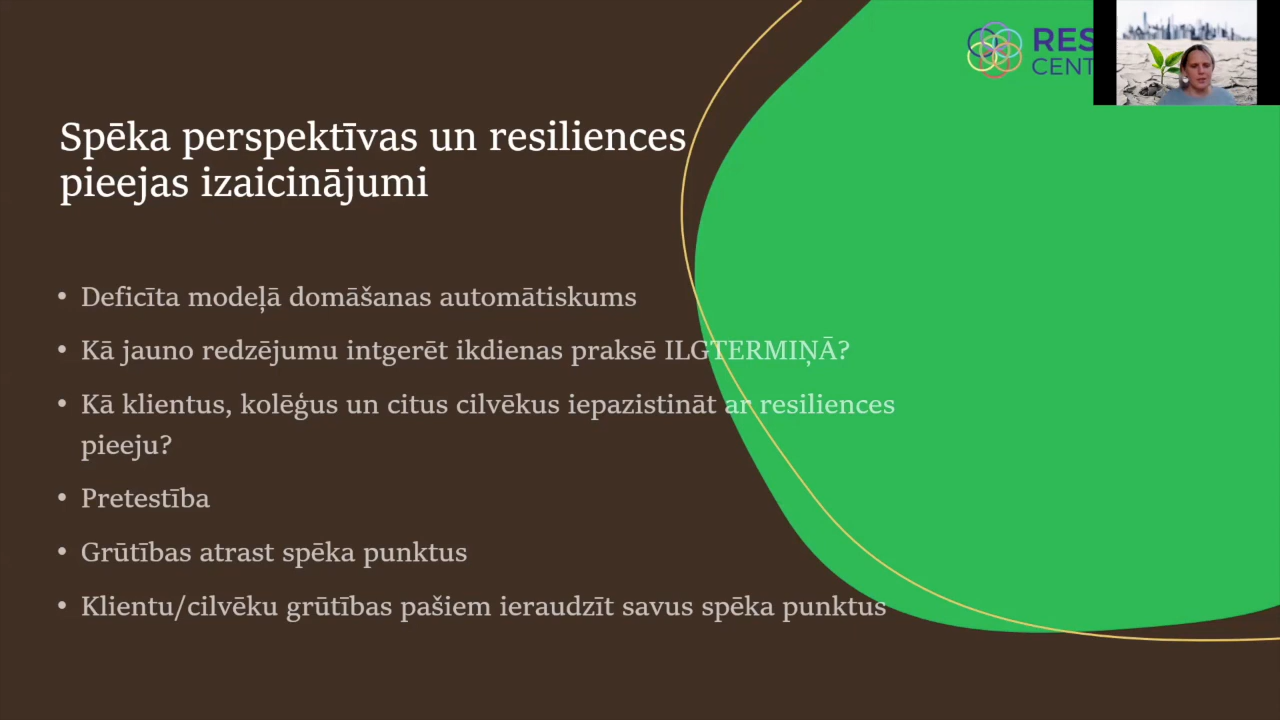 RES
CENT
Spēka perspektīvas un resiliences
pieejas izaicinājumi
• Deficīta modeļā domāšanas automātiskums
• Kā jauno redzējumu intgerēt ikdienas praksē ILGTERMIŅĀ?
• Kā klientus, kolēģus un citus cilvēkus iepazistināt ar resiliences
pieeju?
• Pretestība
• Grūtības atrast spēka punktus
• Klientu/cilvēku grūtības pašiem ieraudzīt savus spēka punktus